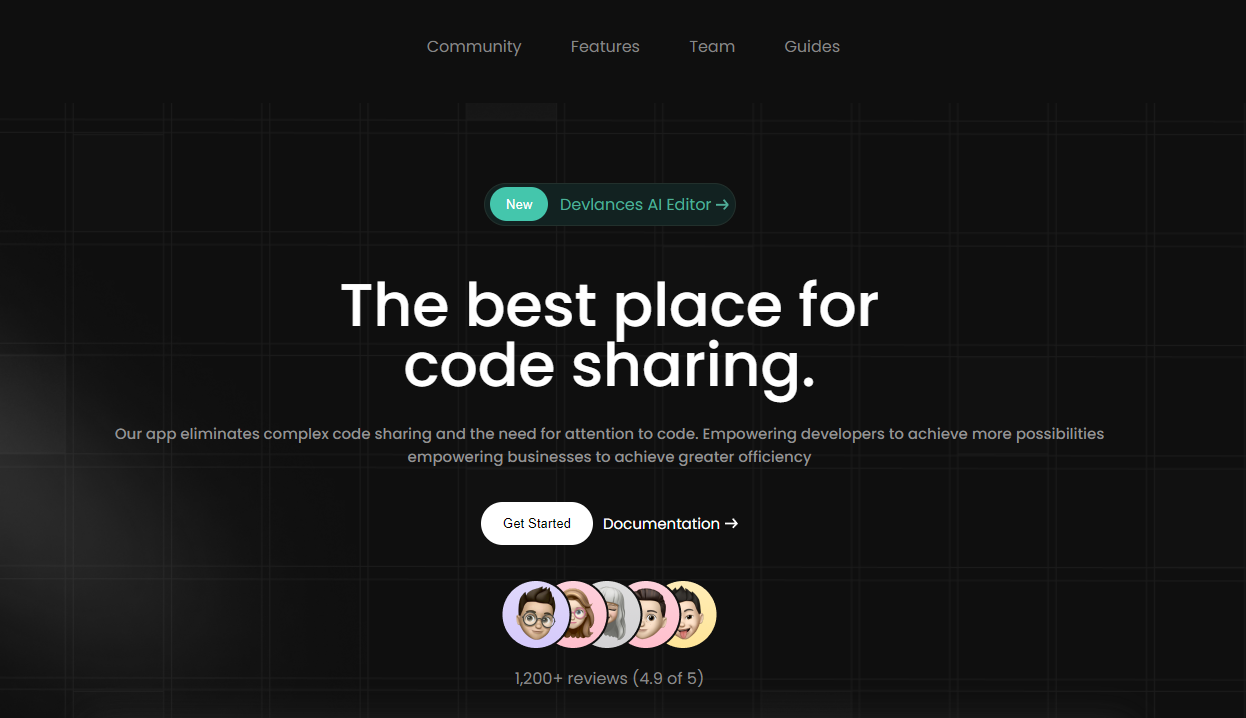 Community Features Team Guides
New Devlances AI Editor →
The best place for
code sharing.
Our app eliminates complex code sharing and the need for attention to code. Empowering developers to achieve more possibilities
empowering businesses to achieve greater officiency
Get Started Documentation →
1,200+ reviews (4.9 of 5)